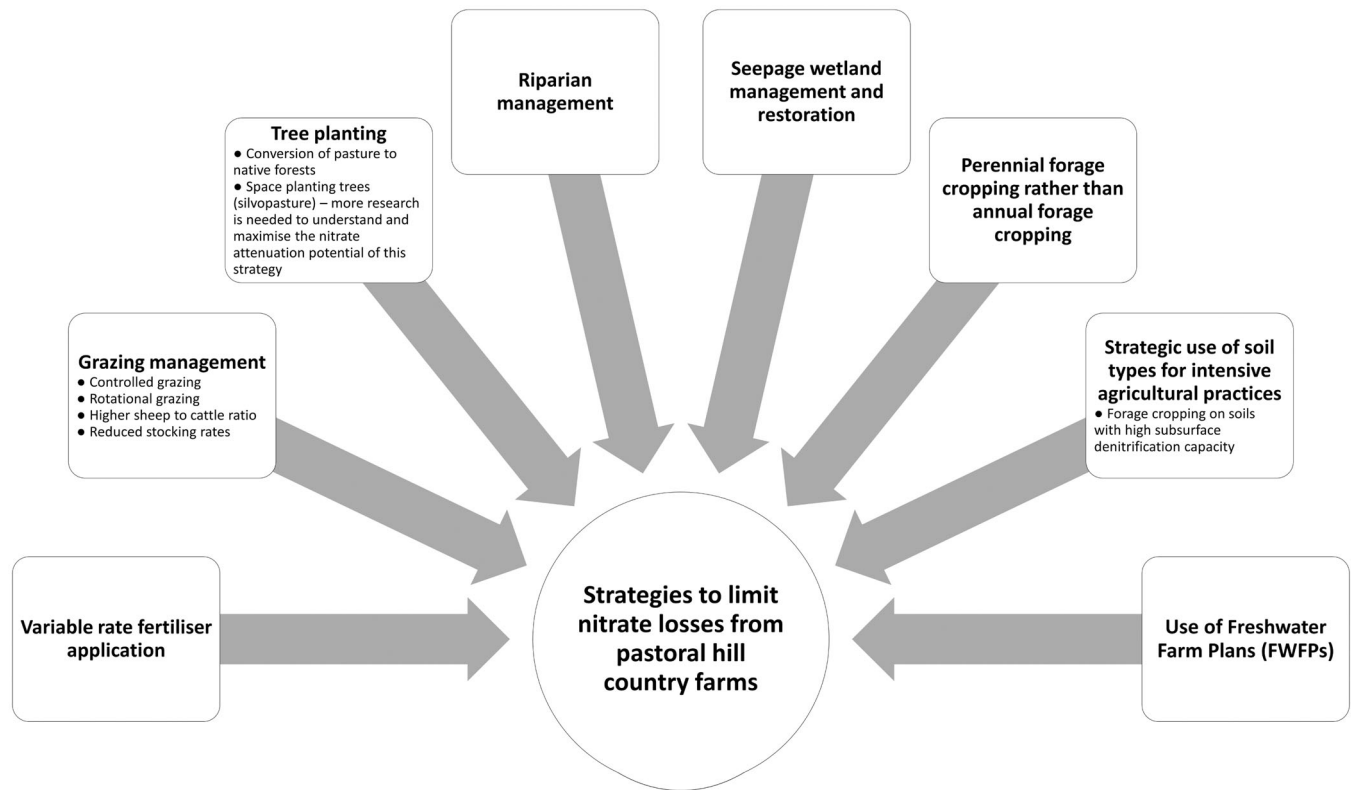 Riparian
management
Seepage wetland
management and
restoration
Tree planting
● Conversion of pasture to
native forests
● Space planting trees
(silvopasture) – more research
is needed to understand and
maximise the nitrate
attenuation potential of this
strategy
Perennial forage
cropping rather than
annual forage
cropping
Grazing management
● Controlled grazing
● Rotational grazing
● Higher sheep to cattle ratio
● Reduced stocking rates
Strategic use of soil
types for intensive
agricultural practices
● Forage cropping on soils
with high subsurface
denitrification capacity
Variable rate fertiliser
application
Strategies to limit
nitrate losses from
pastoral hill
country farms
Use of Freshwater
Farm Plans (FWFPs)